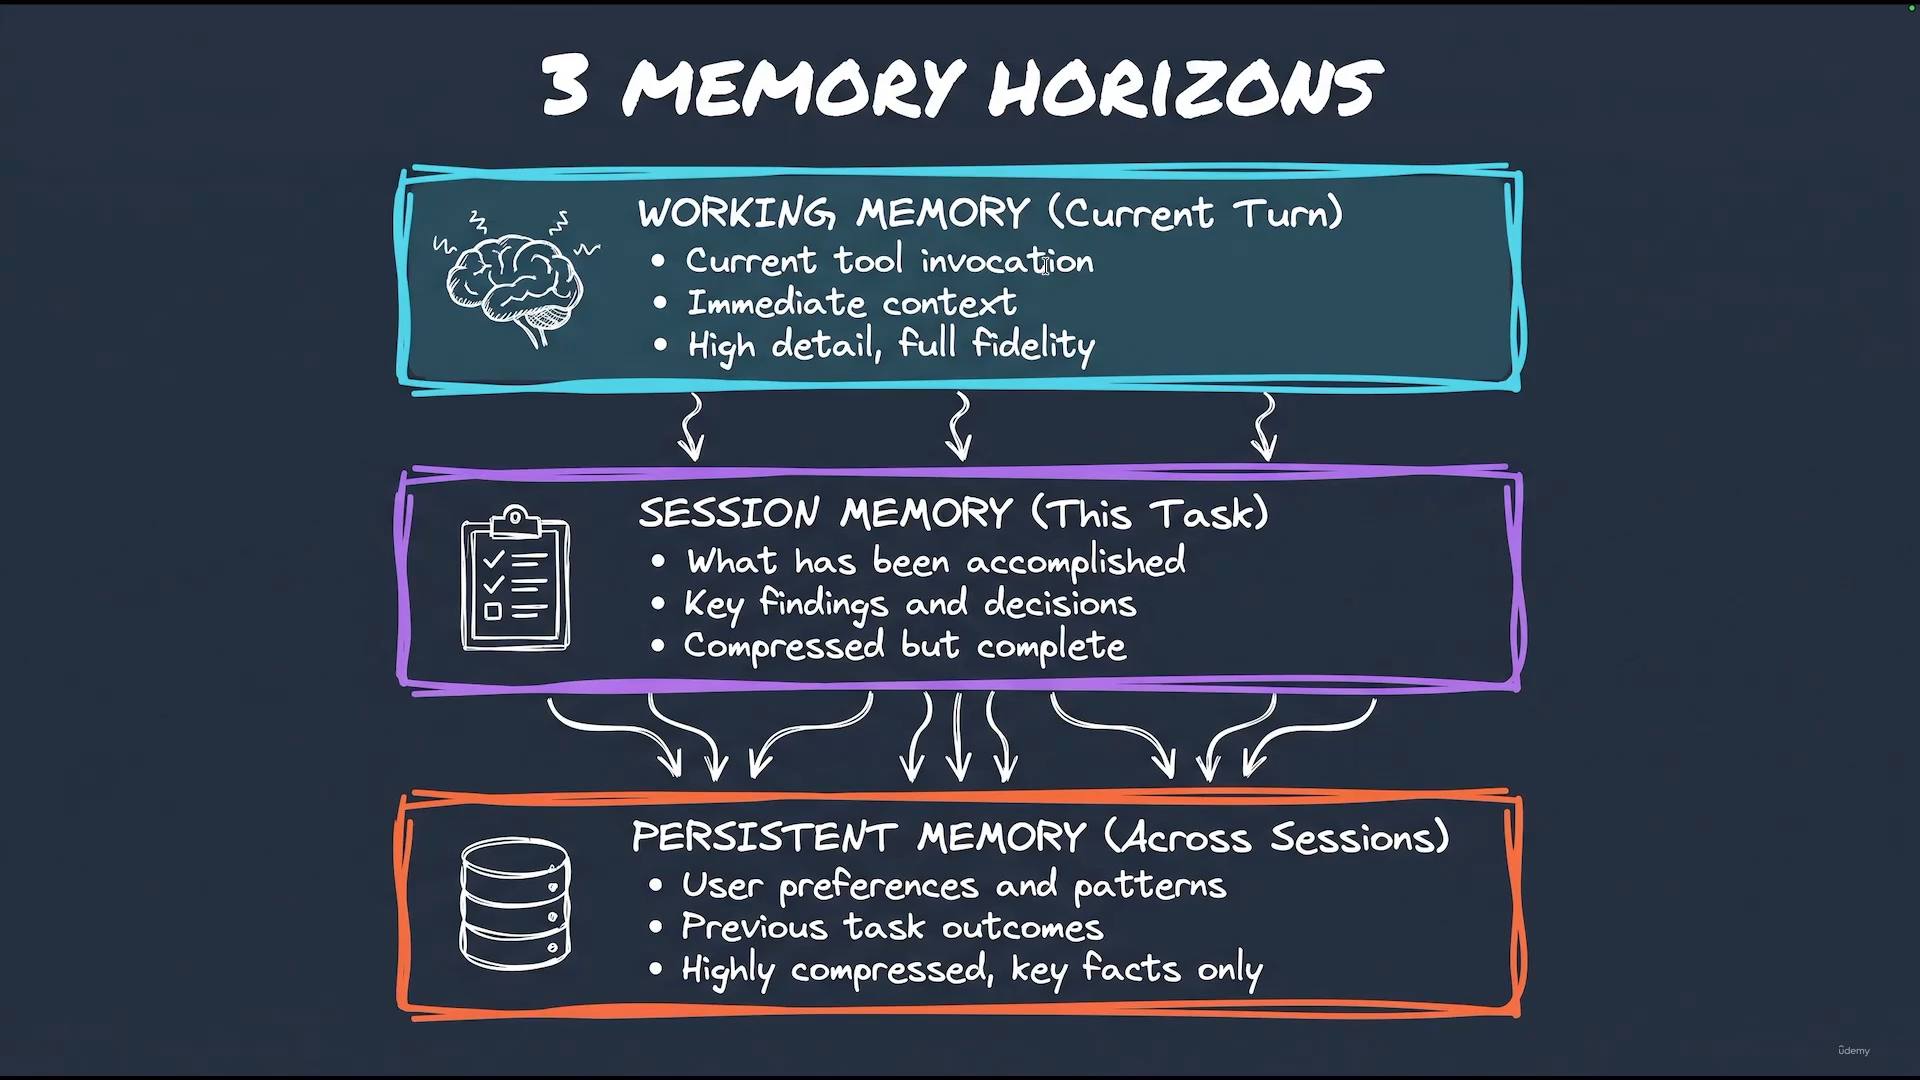 3 MEMORY HORIZONS
WORKING MEMORY (Current Turn)
• Current tool invocation
• Immediate context
• High detail, full fidelity
SESSION MEMORY (This Task)
• What has been accomplished
• Key findings and decisions
• Compressed but complete
PERSISTENT MEMORY (Across Sessions)
• User preferences and patterns
• Previous task outcomes
• Highly compressed, key facts only
ûdemy